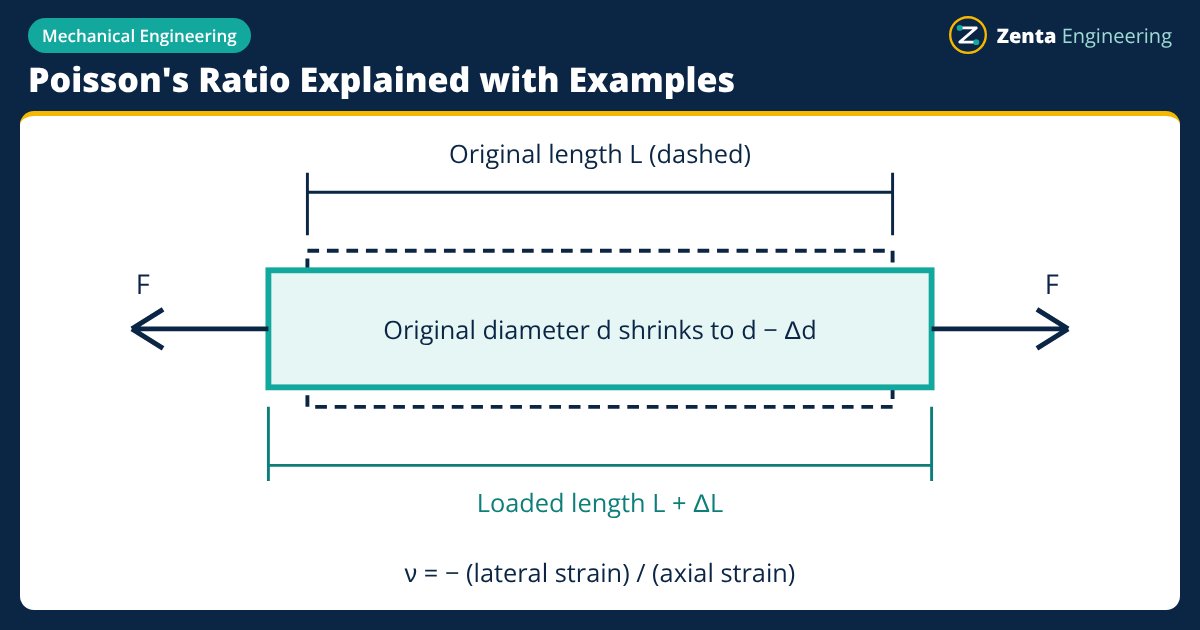 Mechanical Engineering
Zenta Engineering
Poisson's Ratio Explained with Examples
Original length L (dashed)
F
F
Original diameter d shrinks to d − Δd
Loaded length L + ΔL
ν = − (lateral strain) / (axial strain)